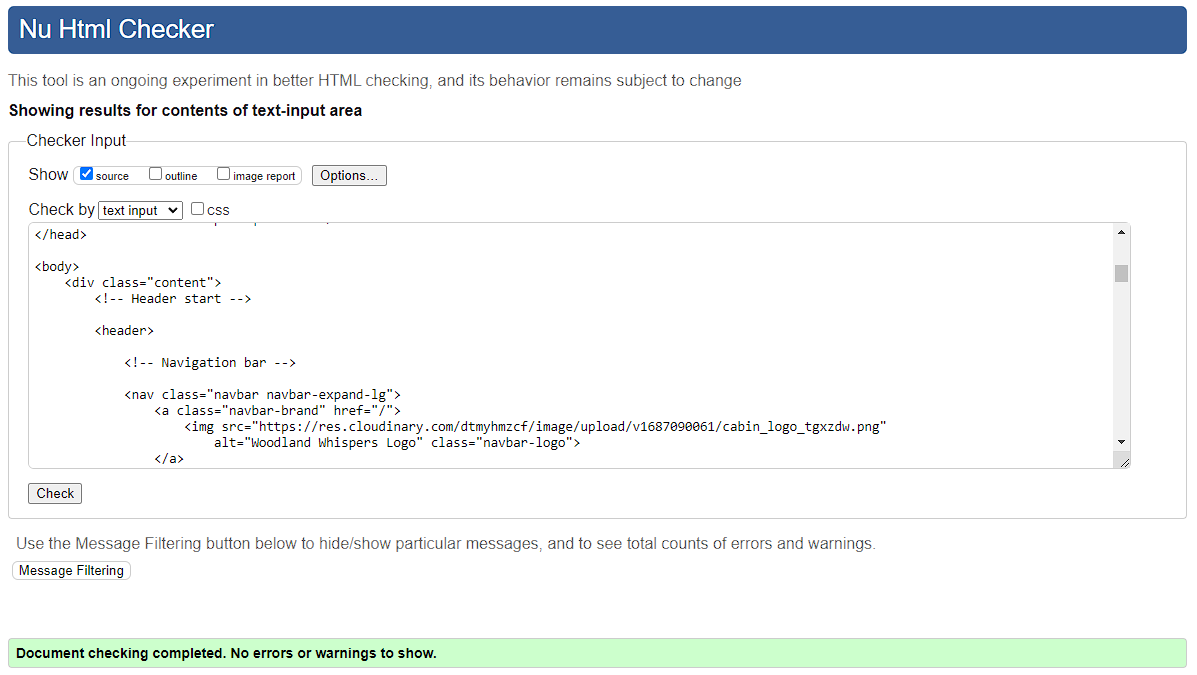 Nu Html Checker
This tool is an ongoing experiment in better HTML checking, and its behavior remains subject to change
Showing results for contents of text-input area
Checker Input
Show source outline image report Options...
Check by text input css
</head>
<body>
<div class="content">
<!-- Header start -->
<header>
<!-- Navigation bar -->
<nav class="navbar navbar-expand-lg">
<a class="navbar-brand" href="/">
<img src="https://res.cloudinary.com/dtmyhmzcf/image/upload/v1687090061/cabin_logo_tgxzdw.png"
alt="Woodland Whispers Logo" class="navbar-logo">
</a>
Check
Use the Message Filtering button below to hide/show particular messages, and to see total counts of errors and warnings.
Message Filtering
Document checking completed. No errors or warnings to show.